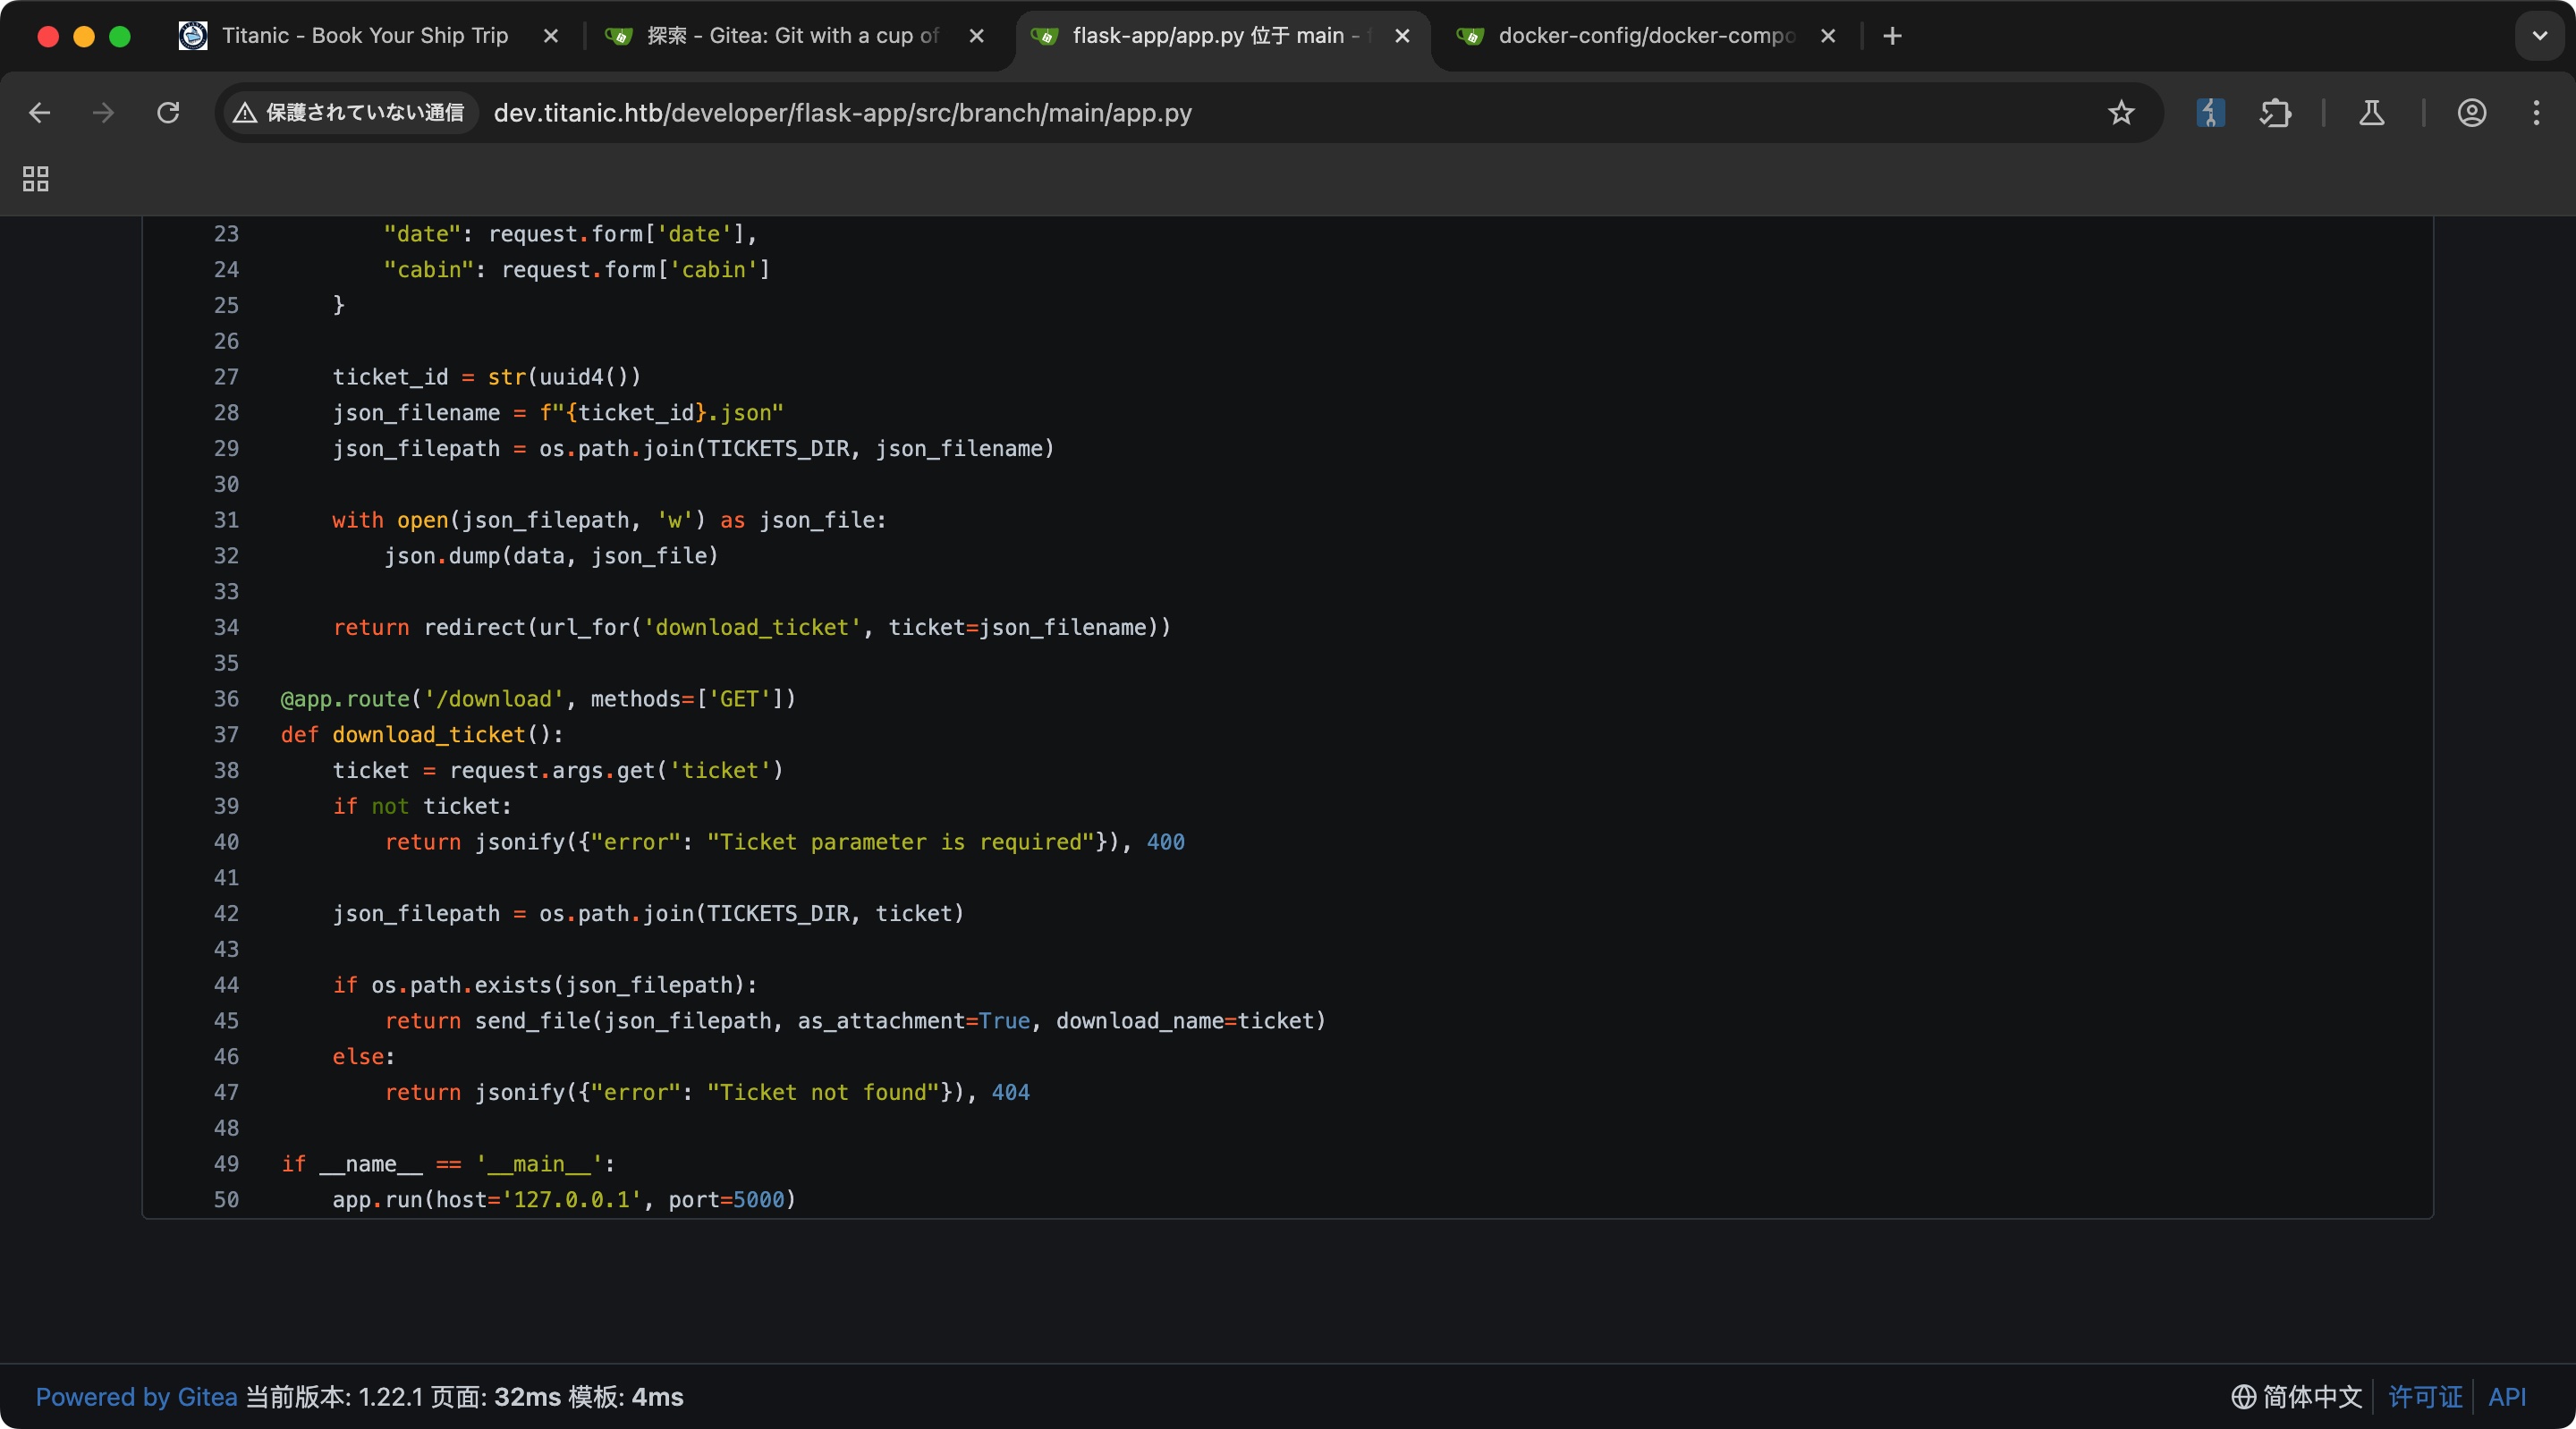 Titanic - Book Your Ship Trip
探索 - Gitea: Git with a cup of
flask-app/app.py 位于 main -
docker-config/docker-compo
保護されていない通信 dev.titanic.htb/developer/flask-app/src/branch/main/app.py
23 "date": request.form['date'],
24 "cabin": request.form['cabin']
25 }
26
27 ticket_id = str(uuid4())
28 json_filename = f"{ticket_id}.json"
29 json_filepath = os.path.join(TICKETS_DIR, json_filename)
30
31 with open(json_filepath, 'w') as json_file:
32 json.dump(data, json_file)
33
34 return redirect(url_for('download_ticket', ticket=json_filename))
35
36 @app.route('/download', methods=['GET'])
37 def download_ticket():
38 ticket = request.args.get('ticket')
39 if not ticket:
40 return jsonify({"error": "Ticket parameter is required"}), 400
41
42 json_filepath = os.path.join(TICKETS_DIR, ticket)
43
44 if os.path.exists(json_filepath):
45 return send_file(json_filepath, as_attachment=True, download_name=ticket)
46 else:
47 return jsonify({"error": "Ticket not found"}), 404
48
49 if __name__ == '__main__':
50 app.run(host='127.0.0.1', port=5000)
Powered by Gitea 当前版本: 1.22.1 页面: 32ms 模板: 4ms
简体中文 许可证 API